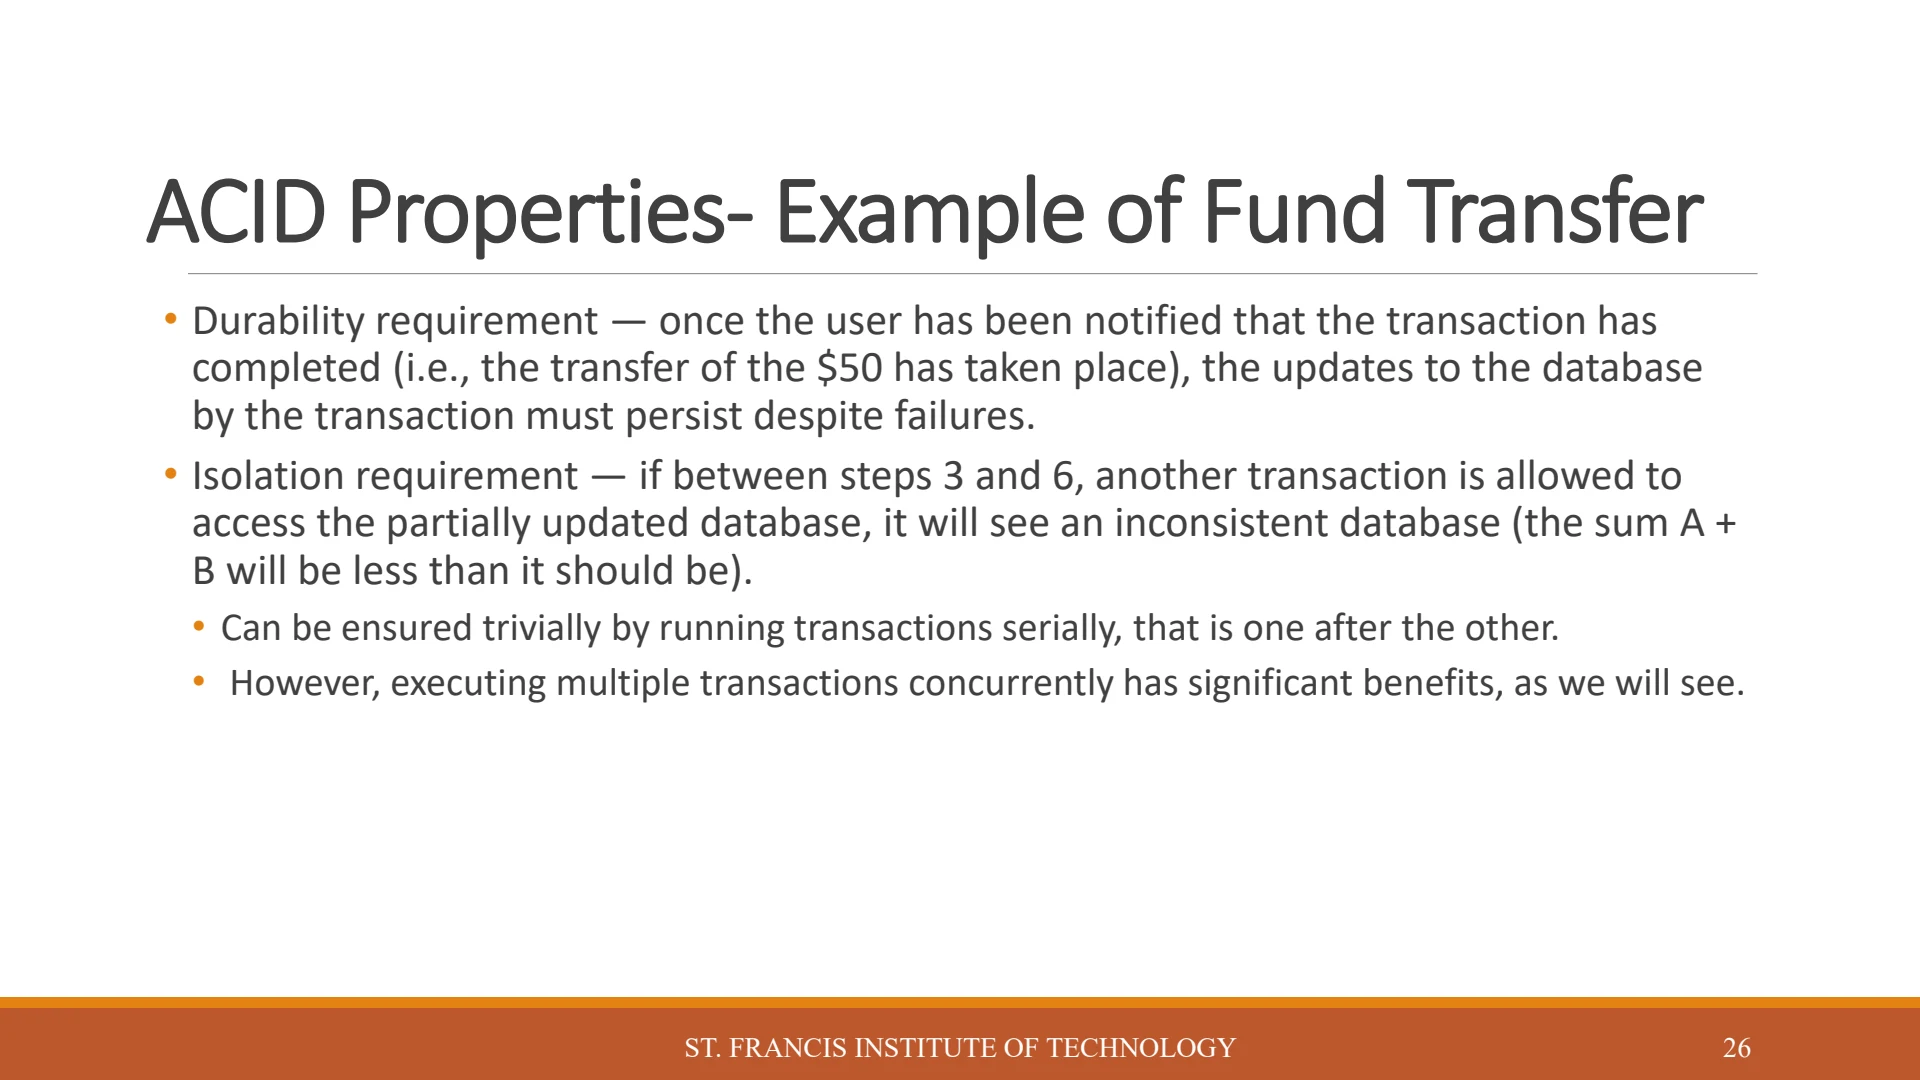 ACID Properties- Example of Fund Transfer
• Durability requirement — once the user has been notified that the transaction has
completed (i.e., the transfer of the $50 has taken place), the updates to the database
by the transaction must persist despite failures.
• Isolation requirement — if between steps 3 and 6, another transaction is allowed to
access the partially updated database, it will see an inconsistent database (the sum A +
B will be less than it should be).
• Can be ensured trivially by running transactions serially, that is one after the other.
• However, executing multiple transactions concurrently has significant benefits, as we will see.
ST. FRANCIS INSTITUTE OF TECHNOLOGY
26